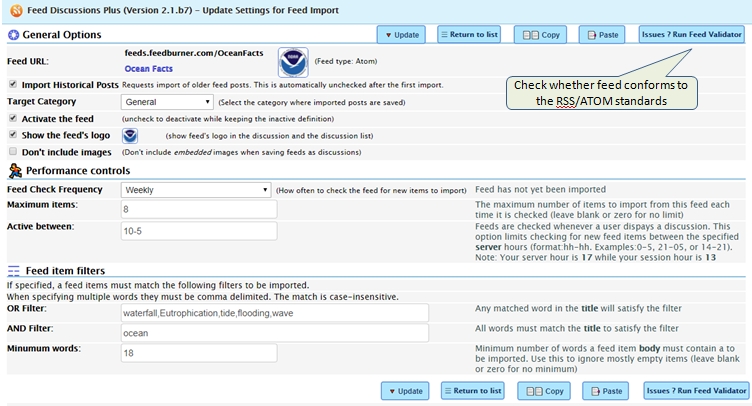 Feed Discussions Plus (Version 2.1.b7) - Update Settings for Feed Import
General Options
Update Return to list Copy Paste Issues ? Run Feed Validator
Feed URL: feeds.feedburner.com/OceanFacts (Feed type: Atom)
Ocean Facts
Check whether feed conforms to
the RSS/ATOM standards
Import Historical Posts Requests import of older feed posts. This is automatically unchecked after the first import.
Target Category General (Select the category where imported posts are saved)
Activate the feed (uncheck to deactivate while keeping the inactive definition)
Show the feed's logo (show feed's logo in the discussion and the discussion list)
Don't include images (Don't include embedded images when saving feeds as discussions)
Performance controls
Feed Check Frequency Weekly (How often to check the feed for new items to import) Feed has not yet been imported
Maximum items: 8 The maximum number of items to import from this feed each
time it is checked (leave blank or zero for no limit)
Active between: 10-5 Feeds are checked whenever a user displays a discussion. This
option limits checking for new feed items between the specified
server hours (format:hh-hh. Examples:0-5, 21-05, or 14-21).
Note: Your server hour is 17 while your session hour is 13
Feed item filters
If specified, a feed items must match the following filters to be imported.
When specifying multiple words they must be comma delimited. The match is case-insensitive.
OR Filter: waterfall,Eutrophication,tide,flooding,wave Any matched word in the title will satisfy the filter
AND Filter: ocean All words must match the title to satisfy the filter
Minumum words: 18 Minimum number of words a feed item body must contain a to
be imported. Use this to ignore mostly empty items (leave blank
or zero for no minimum)
Update Return to list Copy Paste Issues ? Run Feed Validator